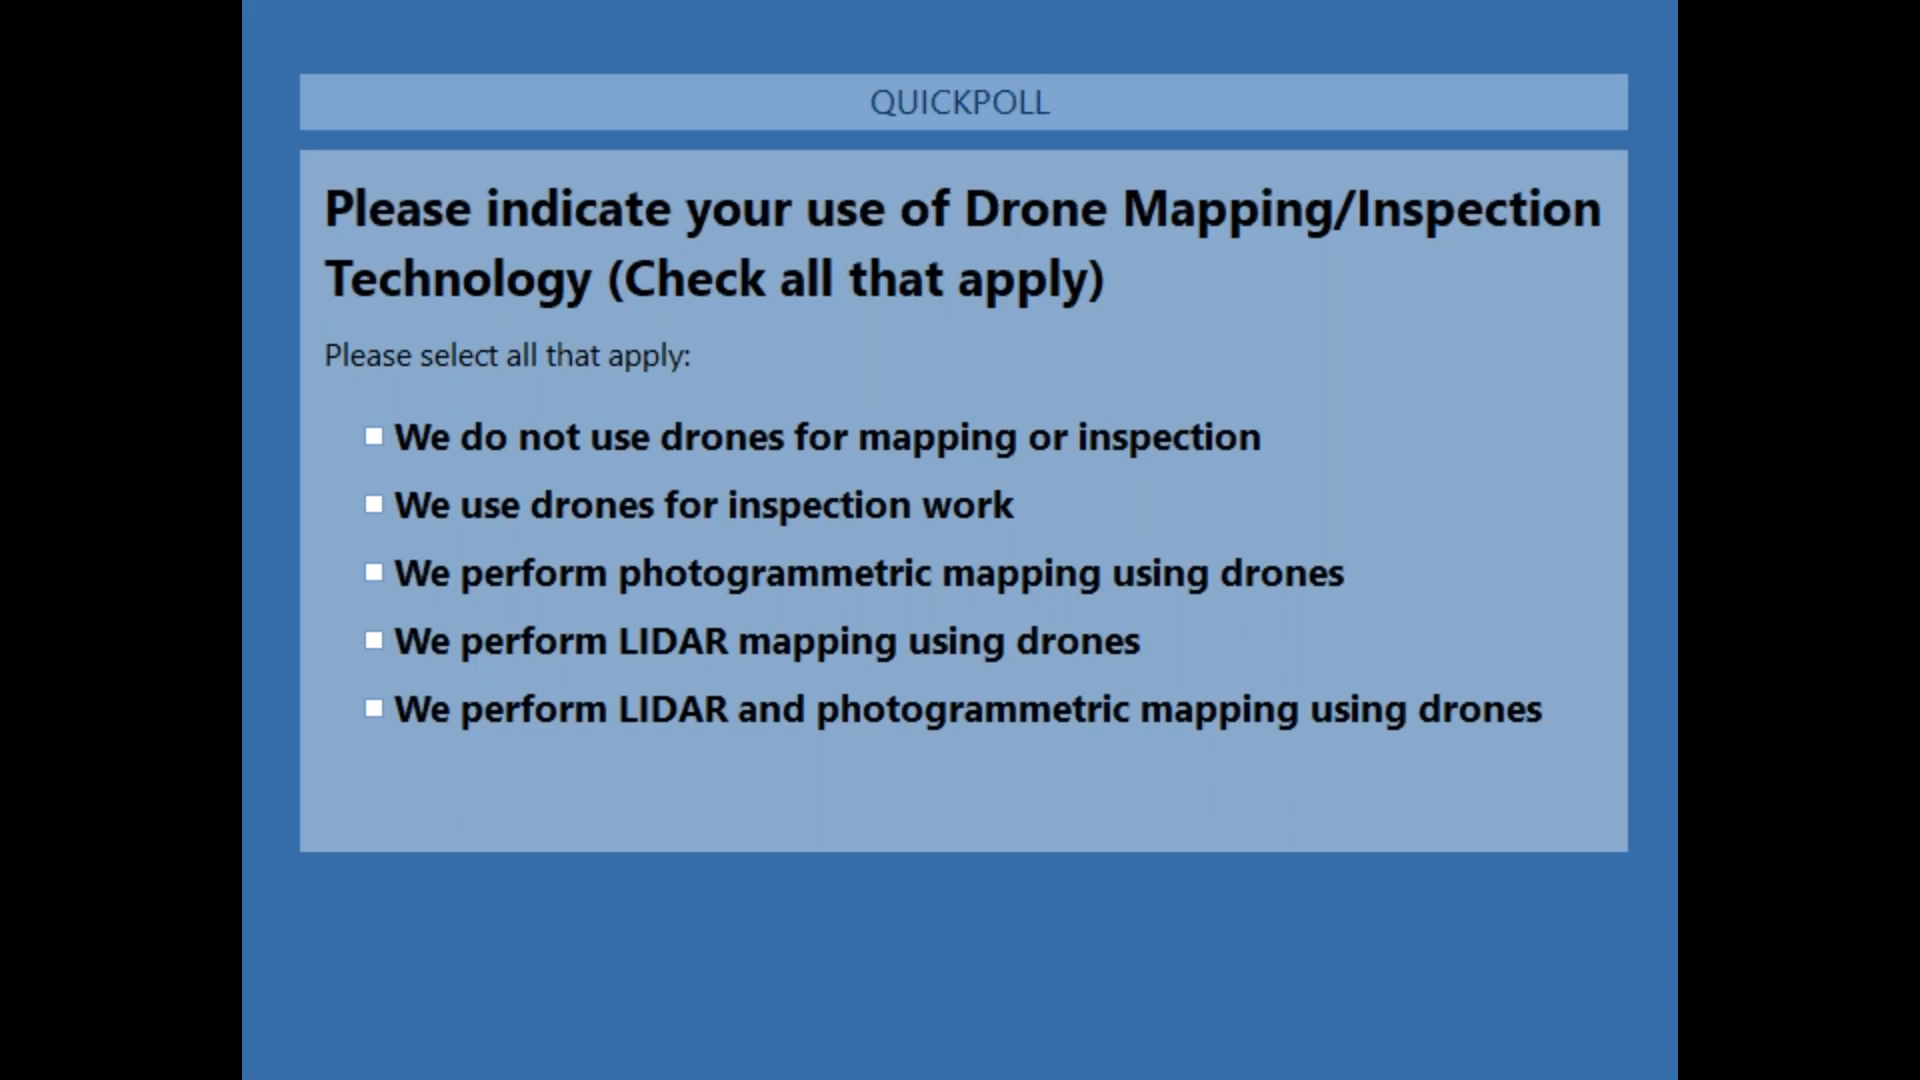 QUICKPOLL
Please indicate your use of Drone Mapping/Inspection
Technology (Check all that apply)
Please select all that apply:
We do not use drones for mapping or inspection
We use drones for inspection work
We perform photogrammetric mapping using drones
We perform LIDAR mapping using drones
We perform LIDAR and photogrammetric mapping using drones